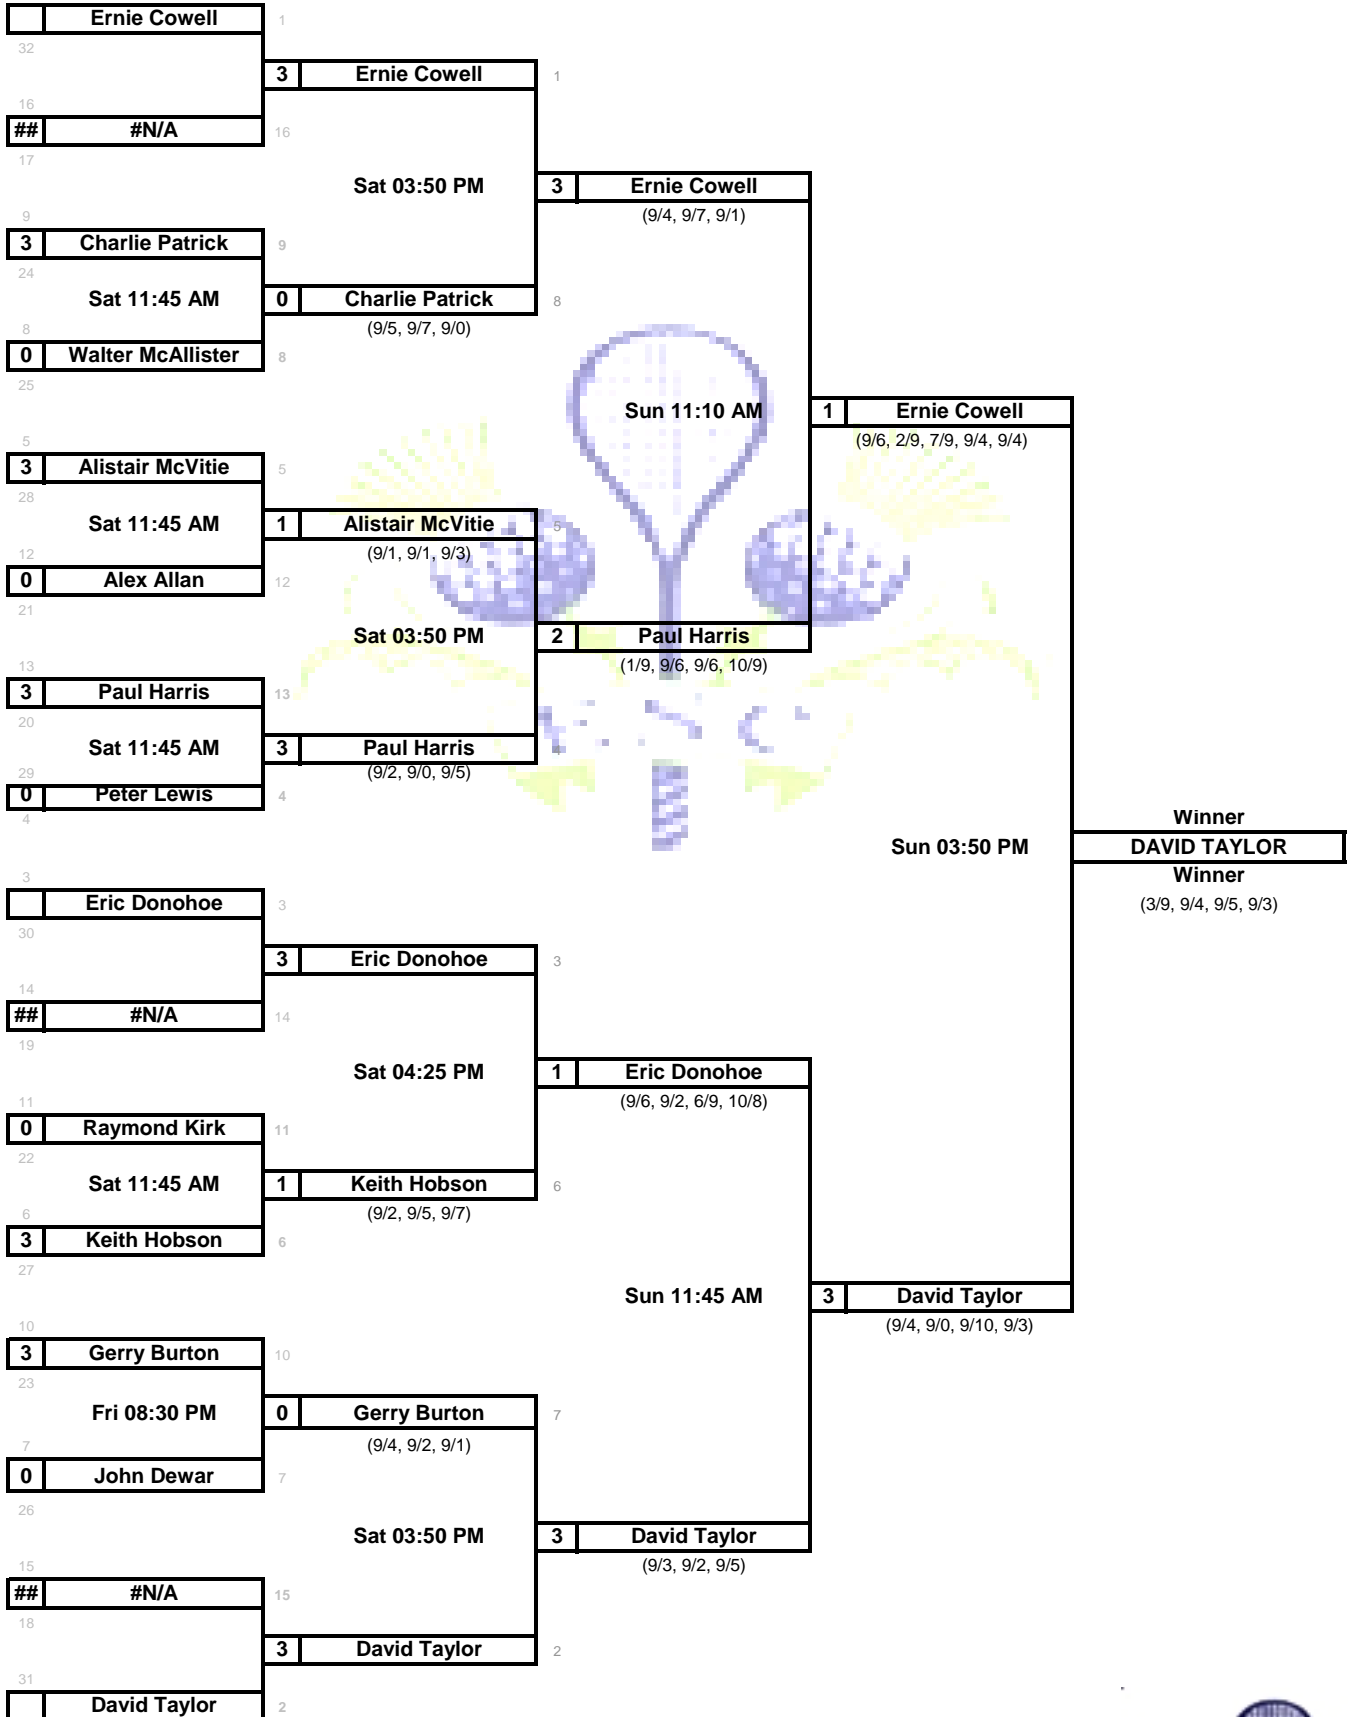 Ernie Cowell 1
32
3 Ernie Cowell 1
16
## #N/A 16
17
Sat 03:50 PM 3 Ernie Cowell
9 (9/4, 9/7, 9/1)
3 Charlie Patrick 9
24
Sat 11:45 AM 0 Charlie Patrick 8
8 (9/5, 9/7, 9/0)
0 Walter McAllister 8
25
Sun 11:10 AM 1 Ernie Cowell
5 (9/6, 2/9, 7/9, 9/4, 9/4)
3 Alistair McVitie 5
28
Sat 11:45 AM 1 Alistair McVitie 5
12 (9/1, 9/1, 9/3)
0 Alex Allan 12
21
Sat 03:50 PM 2 Paul Harris
13 (1/9, 9/6, 9/6, 10/9)
3 Paul Harris 13
20
Sat 11:45 AM 3 Paul Harris 4
29 (9/2, 9/0, 9/5)
0 Peter Lewis 4
4
Winner
Sun 03:50 PM DAVID TAYLOR
3 Winner
Eric Donohoe 3 (3/9, 9/4, 9/5, 9/3)
30
3 Eric Donohoe 3
14
## #N/A 14
19
Sat 04:25 PM 1 Eric Donohoe
11 (9/6, 9/2, 6/9, 10/8)
0 Raymond Kirk 11
22
Sat 11:45 AM 1 Keith Hobson 6
6 (9/2, 9/5, 9/7)
3 Keith Hobson 6
27
Sun 11:45 AM 3 David Taylor
10 (9/4, 9/0, 9/10, 9/3)
3 Gerry Burton 10
23
Fri 08:30 PM 0 Gerry Burton 7
7 (9/4, 9/2, 9/1)
0 John Dewar 7
26
Sat 03:50 PM 3 David Taylor
15 (9/3, 9/2, 9/5)
## #N/A 15
18
3 David Taylor 2
31
David Taylor 2